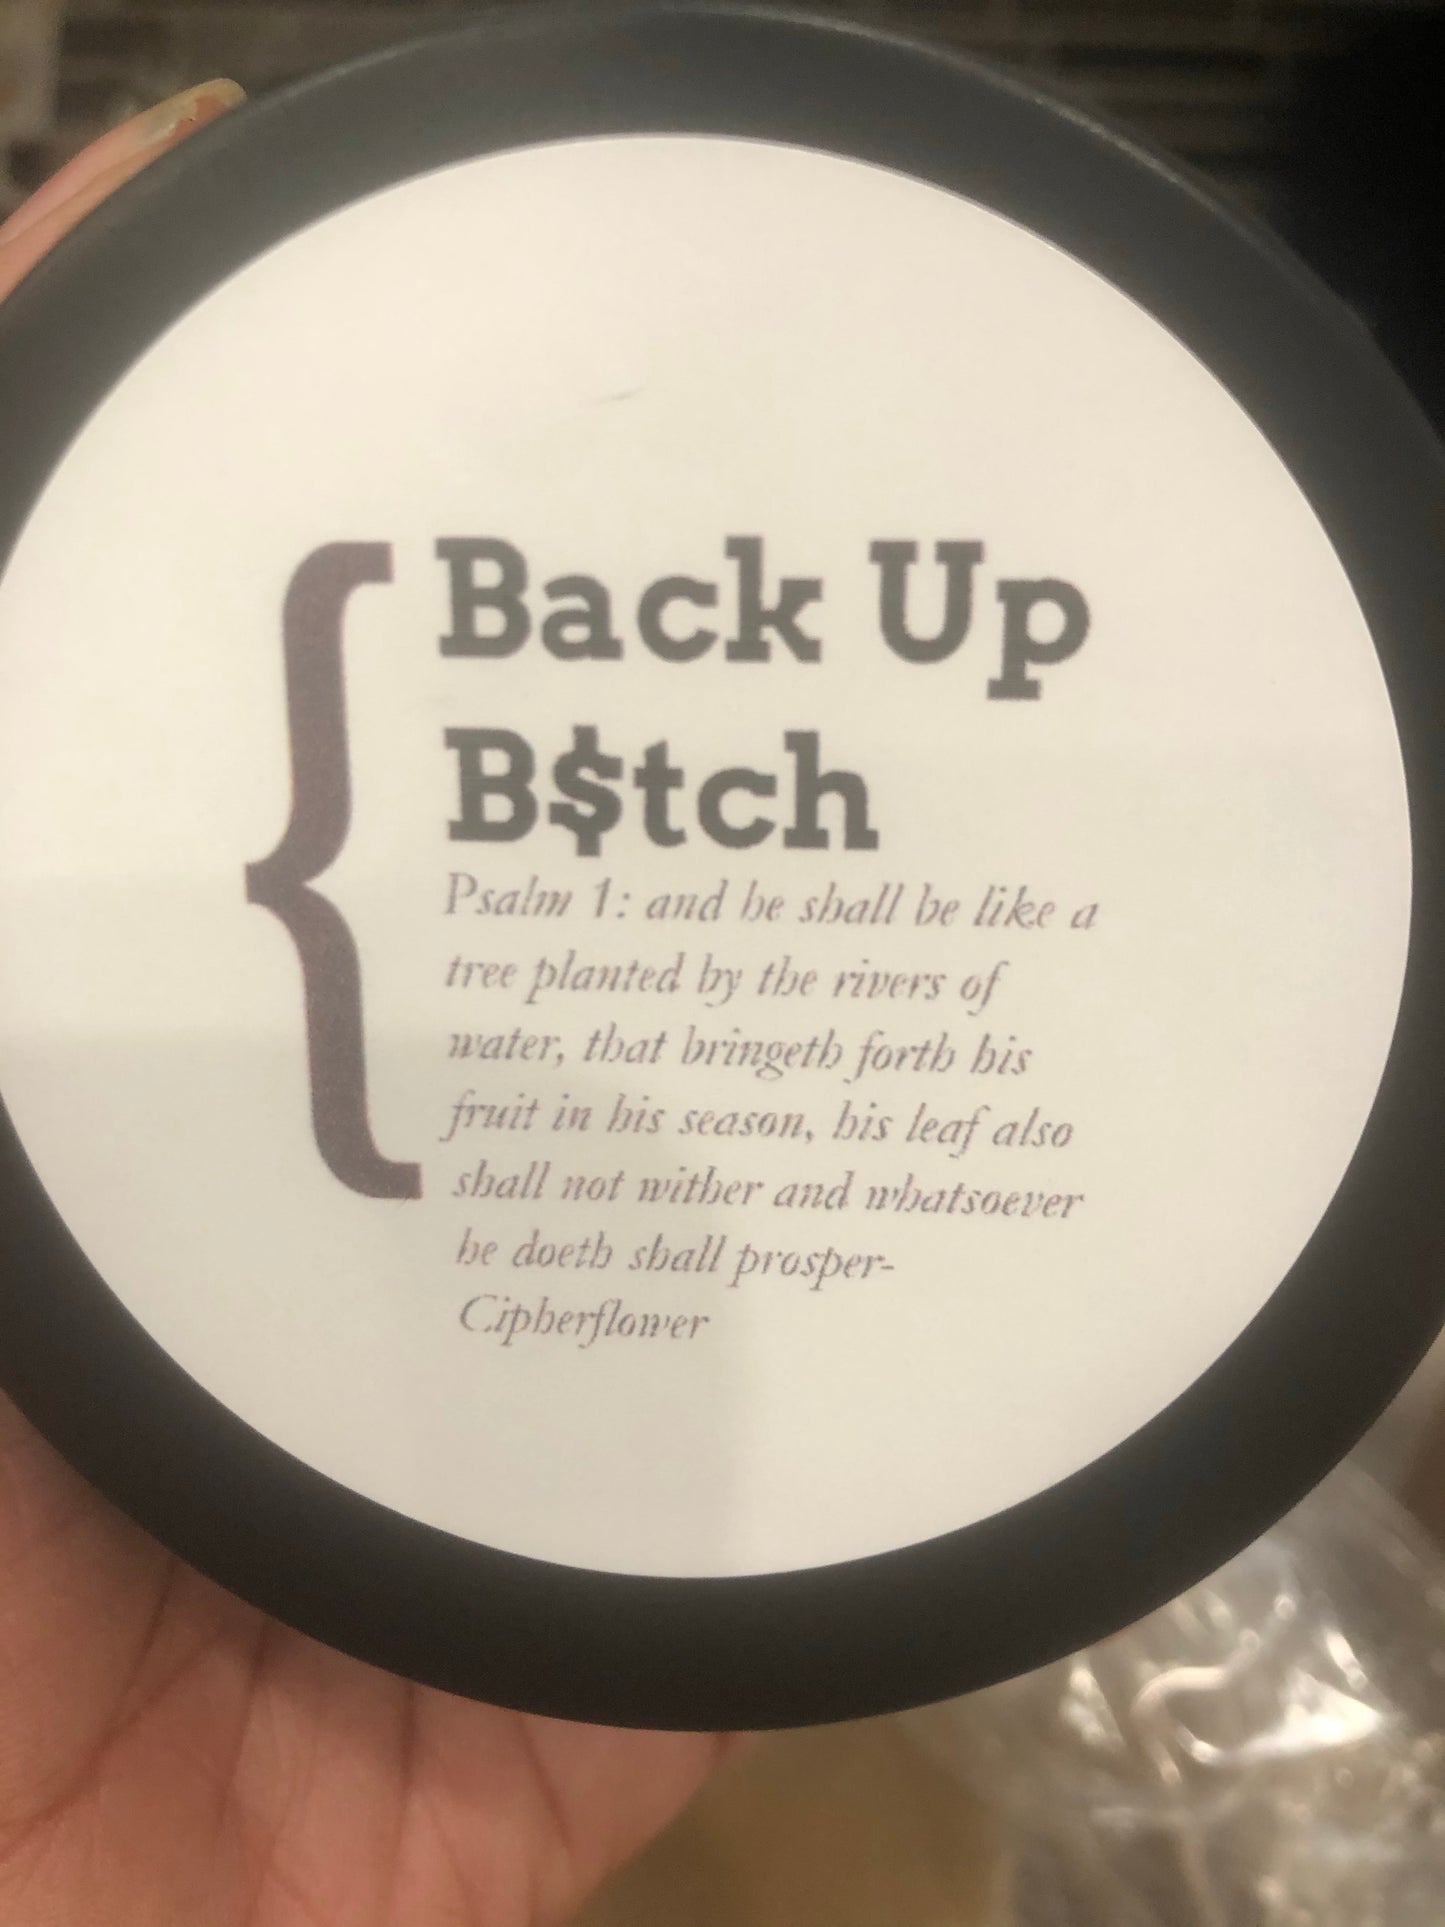 Back Up
B$tch
Psalm 1: and he shall be like a
tree planted by the rivers of
water, that bringeth forth his
fruit in his season, his leaf also
shall not wither and whatsoever
he doeth shall prosper-
Cipherflower